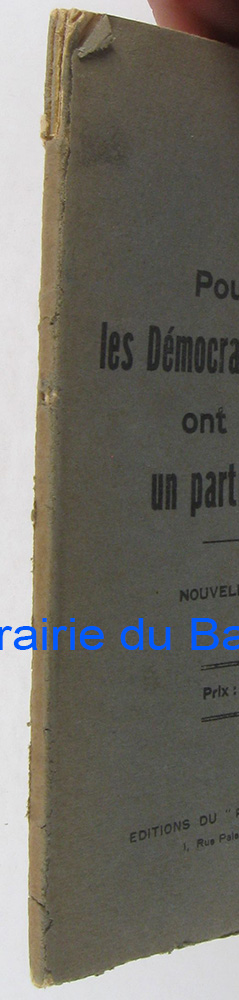 Pou
les Démocra
ont
un part
NOUVELL
rairie du Ba
Prix :
EDITIONS DU "
1, Rue Pala